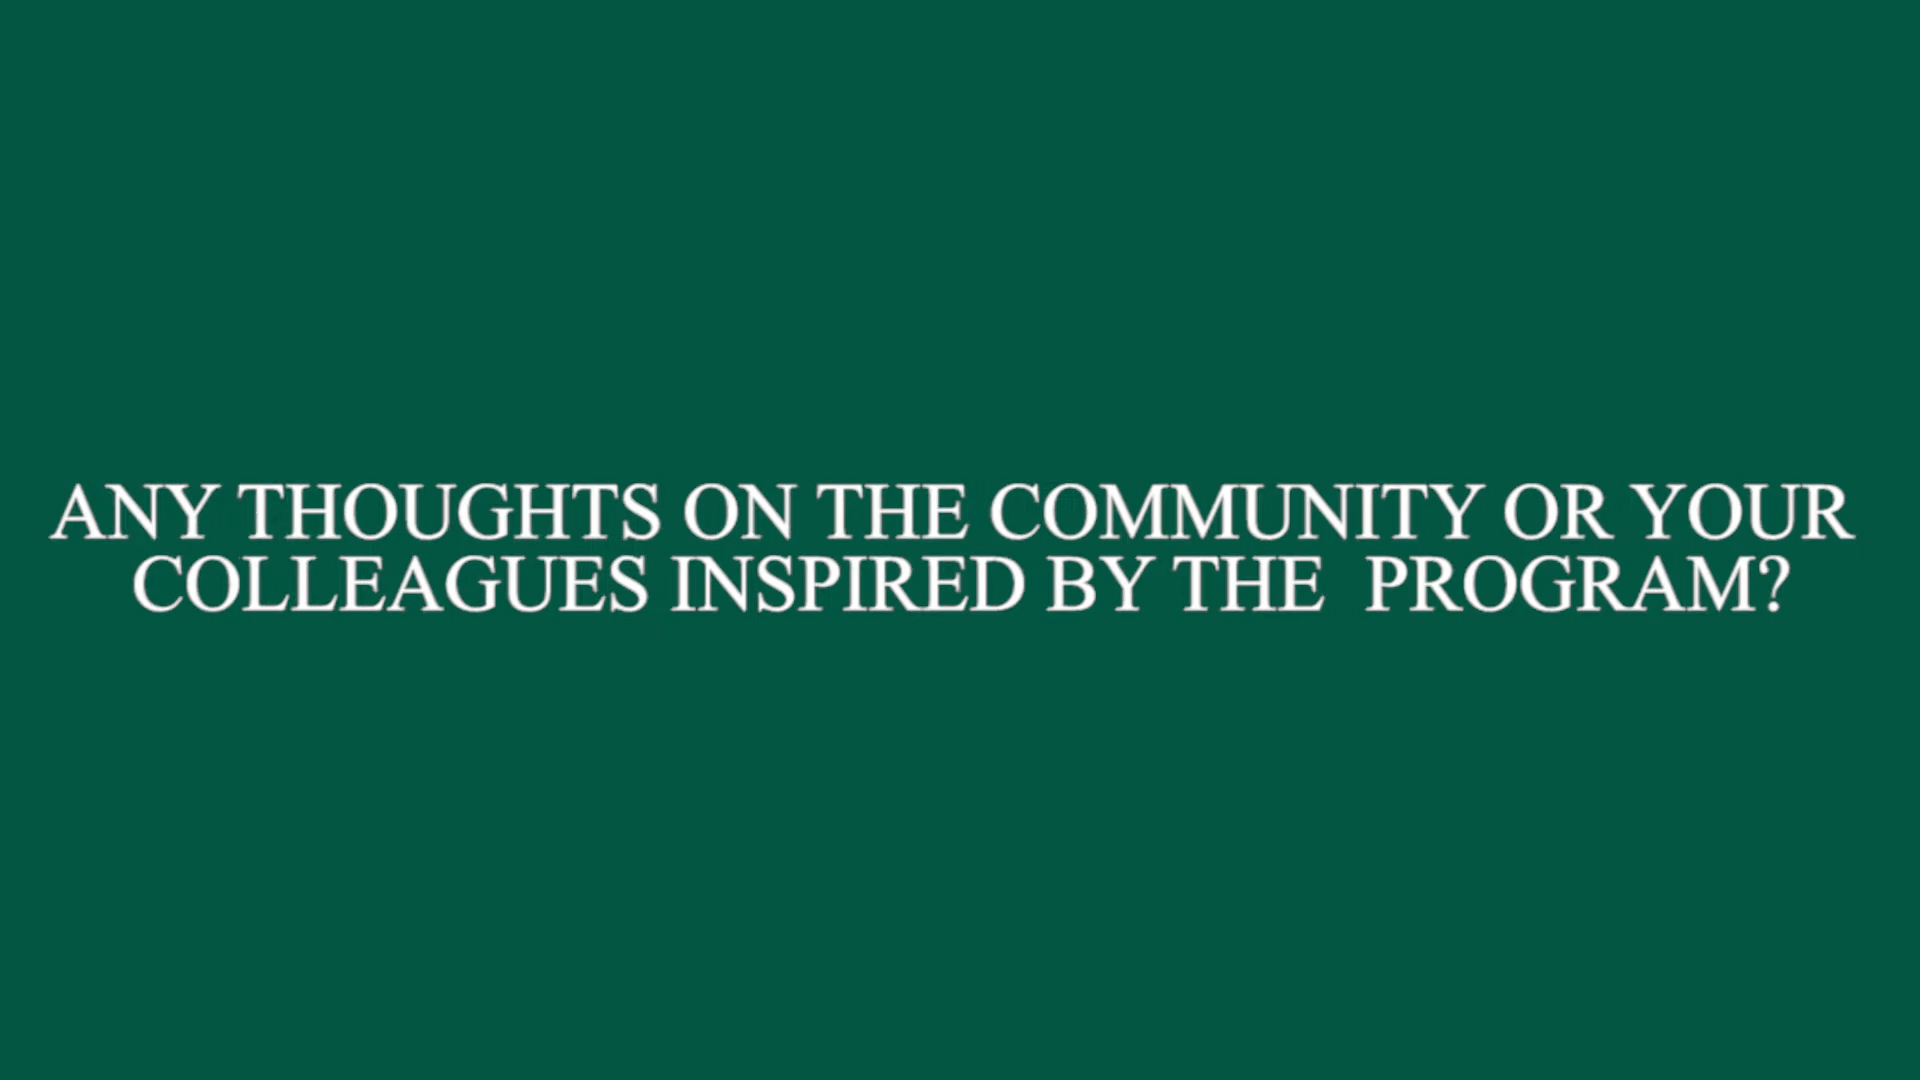 ANY THOUGHTS ON THE COMMUNITY OR YOUR
COLLEAGUES INSPIRED BY THE  PROGRAM?